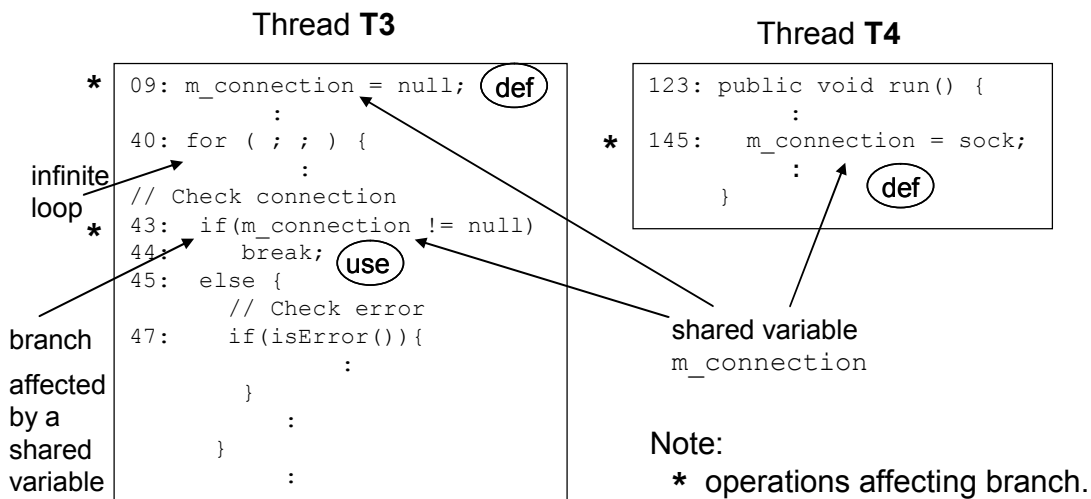 Thread T3
* 09: m_connection = null; def
:
40: for ( ; ; ) {
:
infinite
loop
// Check connection
* 43: if(m_connection != null)
44: break;
use
45: else {
// Check error
branch
affected
by a
shared
variable
47: if(isError()){
:
}
:
}
:
Thread T4
123: public void run() {
:
* 145: m_connection = sock;
:
def
}
shared variable
m_connection
Note:
* operations affecting branch.